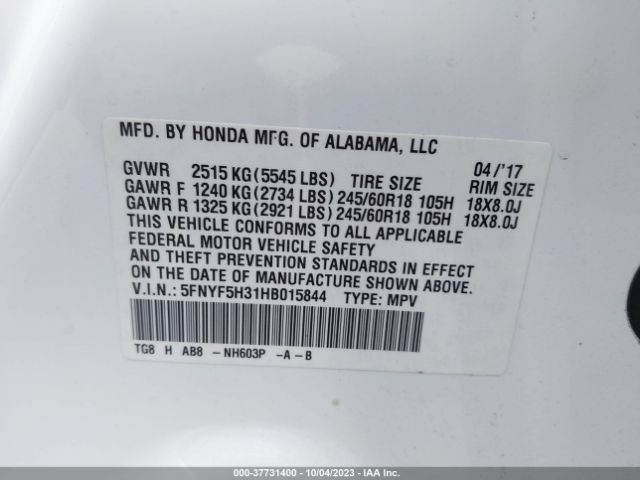 MFD. BY HONDA MFG. OF ALABAMA, LLC
GVWR 2515 KG(5545 LBS) TIRE SIZE 04/'17 RIM SIZE
GAWR F 1240 KG(2734 LBS) 245/60R18 105H 18X8.0J
GAWR R 1325 KG(2921 LBS) 245/60R18 105H 18X8.0J
THIS VEHICLE CONFORMS TO ALL APPLICABLE
FEDERAL MOTOR VEHICLE SAFETY
AND THEFT PREVENTION STANDARDS IN EFFECT
ON THE DATE OF MANUFACTURE SHOWN ABOVE.
V.I.N.: 5FNYF5H31HB015844 TYPE: MPV
TG8 H AB8 -NH603P -A-B
000-37731400 - 10/04/2023 - IAA Inc.